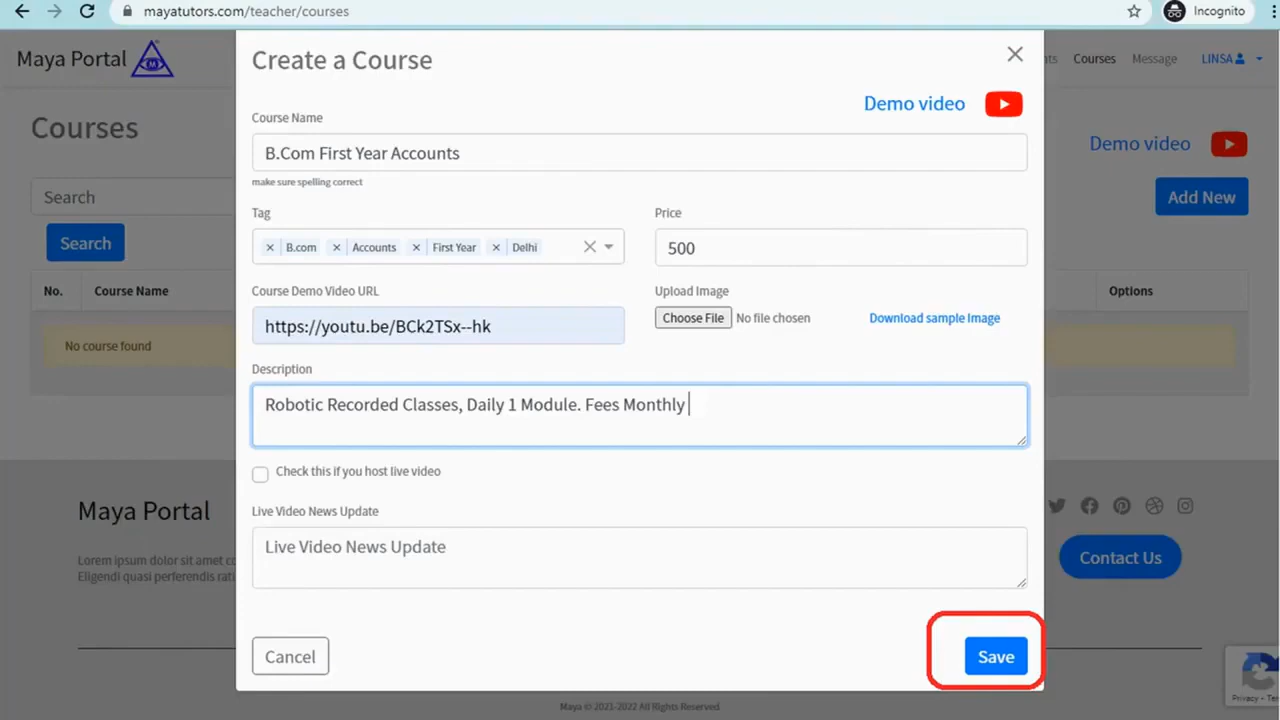 mayatutors.com/teacher/courses
Incognito
Maya Portal
Courses Message LINSA
Courses
Demo video
Search
Add New
Search
No. Course Name Options
No course found
Create a Course
Demo video
Course Name
B.Com First Year Accounts
make sure spelling correct
Tag Price
× B.com × Accounts × First Year × Delhi 500
Course Demo Video URL Upload Image
https://youtu.be/BCk2TSx--hk Choose File No file chosen Download sample Image
Description
Robotic Recorded Classes, Daily 1 Module. Fees Monthly
Check this if you host live video
Live Video News Update
Live Video News Update
Cancel Save
Maya Portal
Lorem ipsum dolor sit amet
Eligendi quasi perferendis
Contact Us
Privacy
Maya © 2021-2022 All Rights Reserved